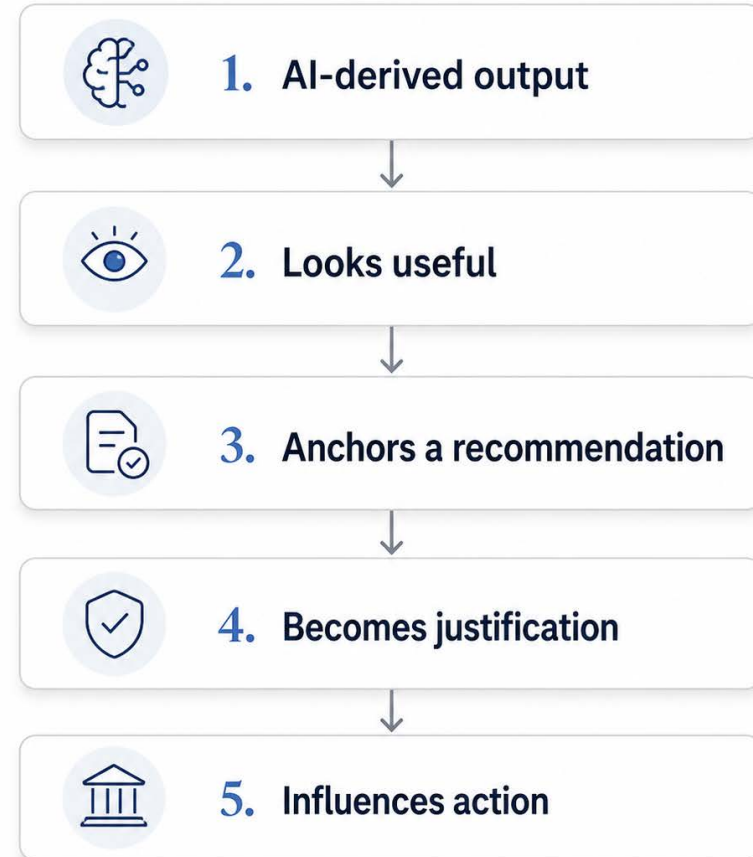 1. AI-derived output
2. Looks useful
3. Anchors a recommendation
4. Becomes justification
5. Influences action